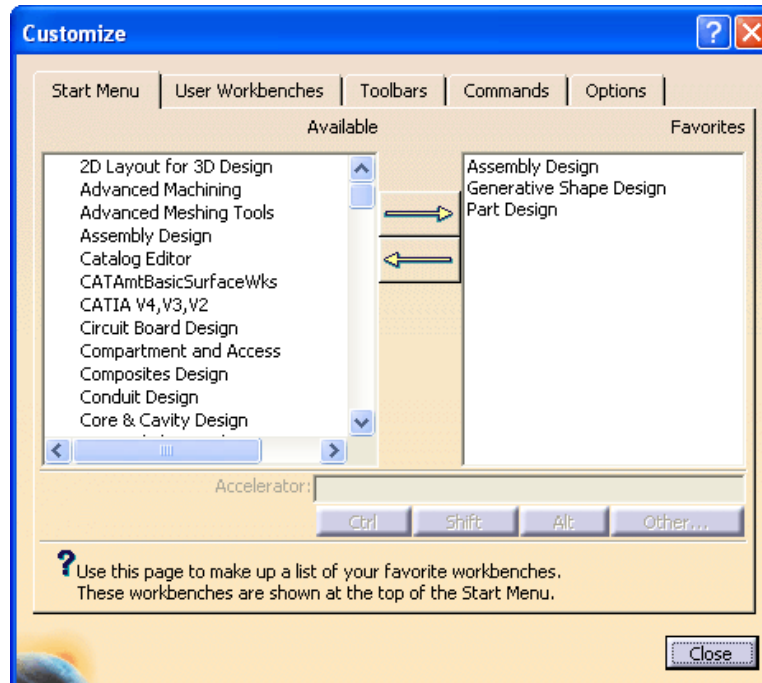 Customize
?
Start Menu
User Workbenches
Toolbars
Commands
Options
Available
Favorites
2D Layout for 3D Design
Advanced Machining
Advanced Meshing Tools
Assembly Design
Catalog Editor
CATAmtBasicSurfaceWks
CATIA V4,V3,V2
Circuit Board Design
Compartment and Access
Composites Design
Conduit Design
Core & Cavity Design
Assembly Design
Generative Shape Design
Part Design
Accelerator:
Ctrl
Shift
Alt
Other...
? Use this page to make up a list of your favorite workbenches.
These workbenches are shown at the top of the Start Menu.
Close